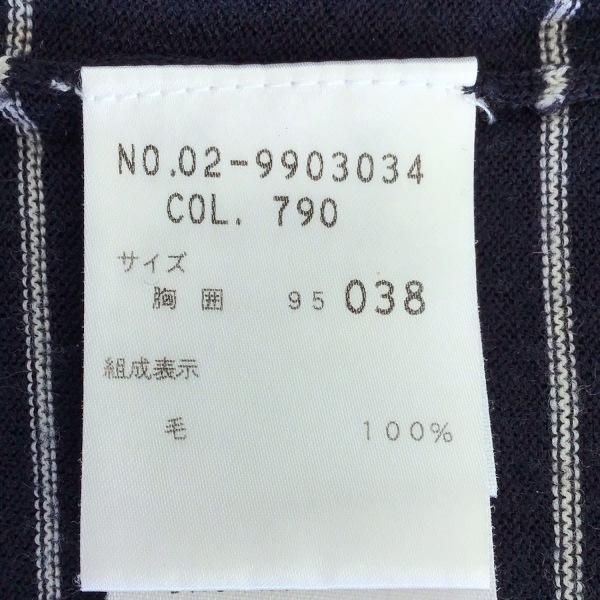 NO.02-9903034
COL. 790
サイズ
胸囲 95 038
組成表示
毛 100%